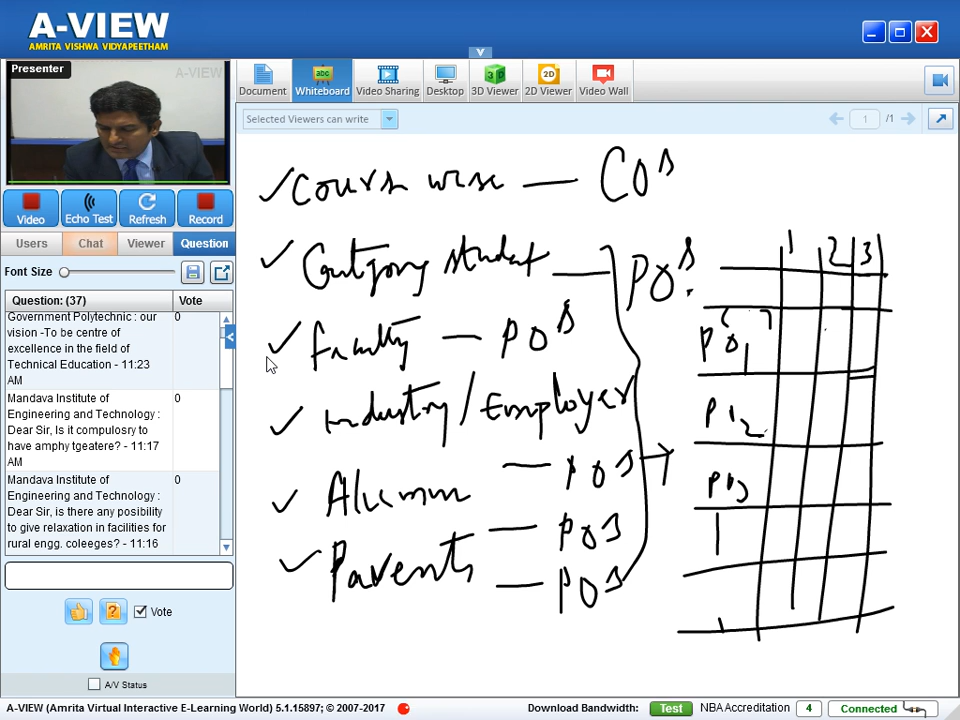 A-VIEW
AMRITA VISHWA VIDYAPEETHAM
Presenter
A-VIEW
Video
Echo Test
Refresh
Record
Document
Whiteboard
Video Sharing
Desktop
3D Viewer
2D Viewer
Video Wall
Selected Viewers can write
1
/1
Users
Chat
Viewer
Question
Font Size
Question: (37)
Vote
Government Polytechnic : our
0
vision -To be centre of
excellence in the field of
Technical Education - 11:23
AM
Mandava Institute of
0
Engineering and Technology :
Dear Sir, Is it compulosry to
have amphy tgeatere? - 11:17
AM
Mandava Institute of
0
Engineering and Technology :
Dear Sir, is there any posibility
to give relaxation in facilities for
rural engg. coleeges? - 11:16
Vote
A/V Status
Course wise — COs
student — POs
faculty — POs
Industry/Employer
— POs
Alumni
— POs
Parents — POs
1 2 3
PO1
PO2
PO3
A-VIEW (Amrita Virtual Interactive E-Learning World) 5.1.15897; © 2007-2017
Download Bandwidth:
Test
NBA Accreditation
4
Connected